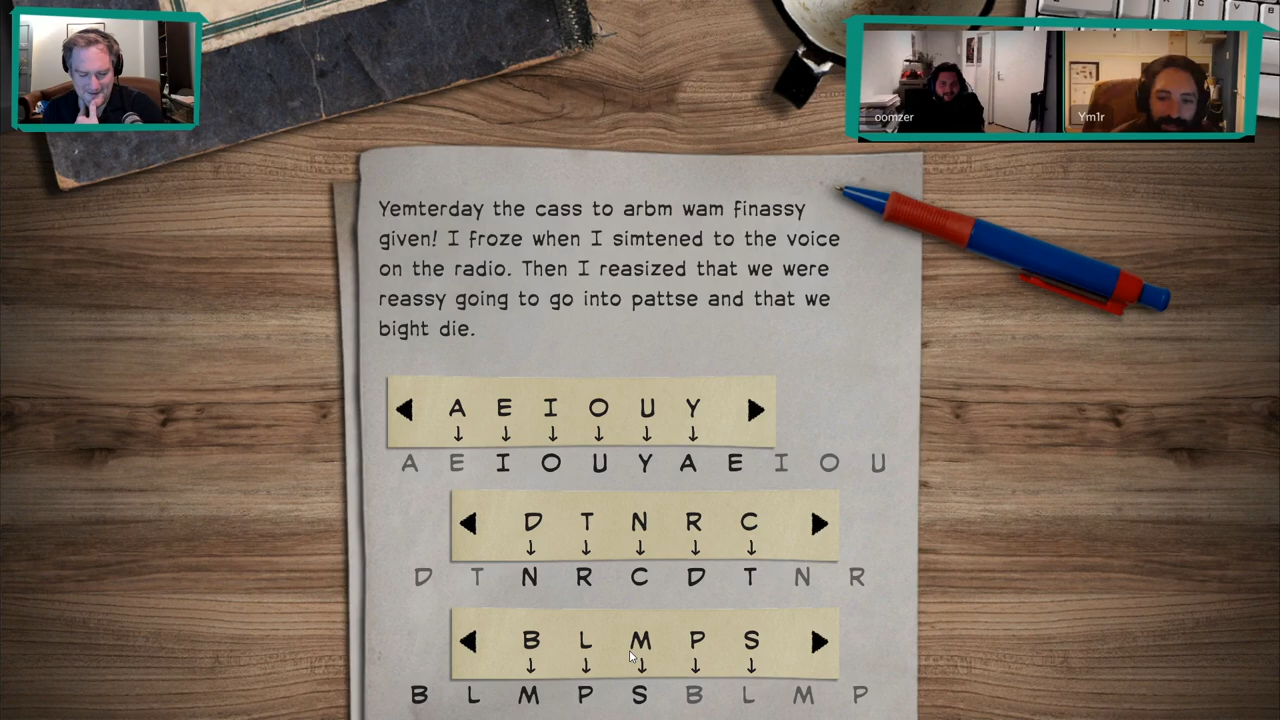 oomzer
Ym1r
Yemterday the cass to arbm wam finassy
given! I froze when I simtened to the voice
on the radio. Then I reasized that we were
reassy going to go into pattse and that we
bight die.
A E I O U Y
A E I O U Y A E I O U
D T N R C
D T N R C D T N R
B L M P S
B L M P S B L M P